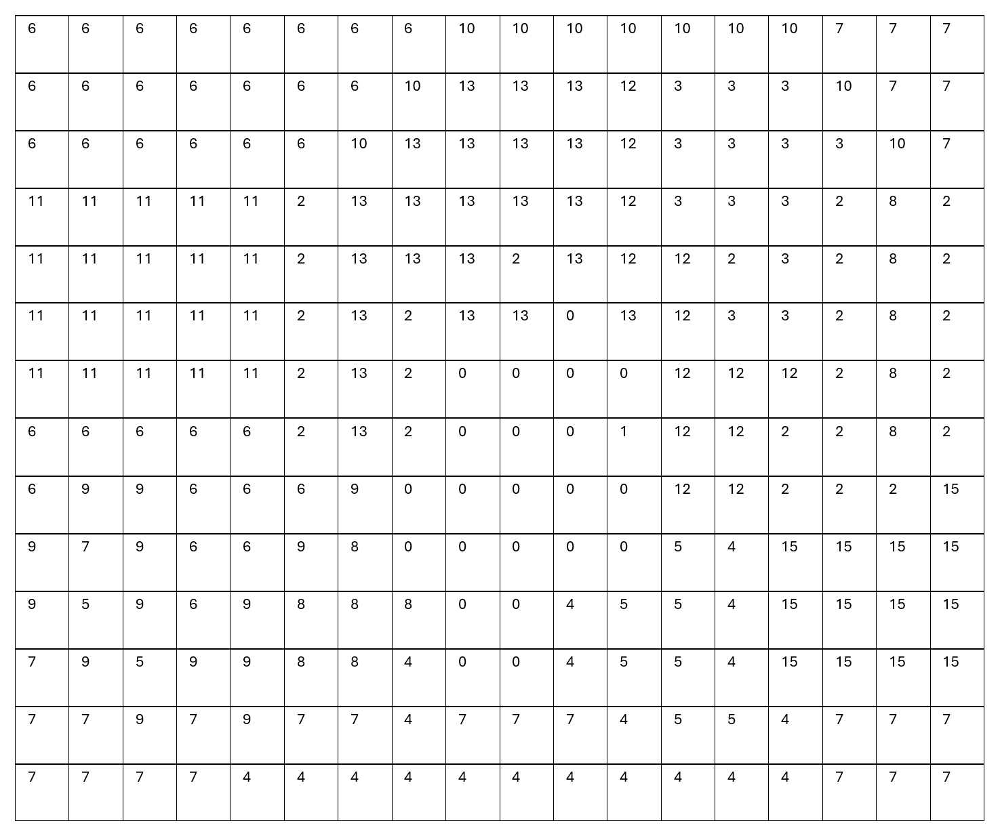 6 6 6 6 6 6 6 6 10 10 10 10 10 10 10 7 7 7
6 6 6 6 6 6 6 10 13 13 13 12 3 3 3 10 7 7
6 6 6 6 6 6 10 13 13 13 13 12 3 3 3 3 10 7
11 11 11 11 11 2 13 13 13 13 13 12 3 3 3 2 8 2
11 11 11 11 11 2 13 13 13 2 13 12 12 2 3 2 8 2
11 11 11 11 11 2 13 2 13 13 0 13 12 3 3 2 8 2
11 11 11 11 11 2 13 2 0 0 0 0 12 12 12 2 8 2
6 6 6 6 6 2 13 2 0 0 0 1 12 12 2 2 8 2
6 9 9 6 6 6 9 0 0 0 0 0 12 12 2 2 2 15
9 7 9 6 6 9 8 0 0 0 0 0 5 4 15 15 15 15
9 5 9 6 9 8 8 8 0 0 4 5 5 4 15 15 15 15
7 9 5 9 9 8 8 4 0 0 4 5 5 4 15 15 15 15
7 7 9 7 9 7 7 4 7 7 7 4 5 5 4 7 7 7
7 7 7 7 4 4 4 4 4 4 4 4 4 4 4 7 7 7